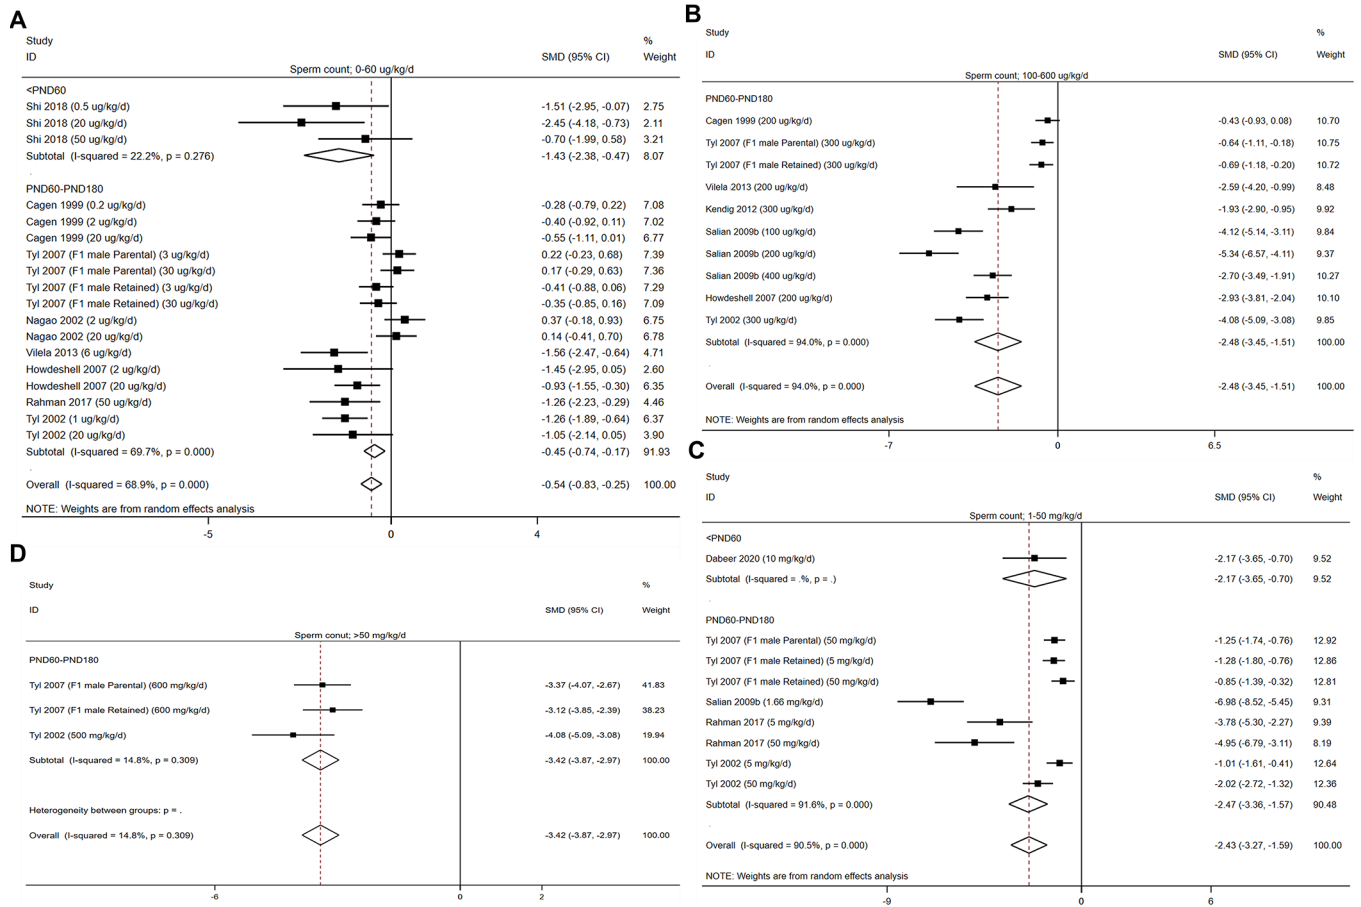 A
Study %
ID SMD (95% CI) Weight
Sperm count; 0-60 ug/kg/d
<PND60
Shi 2018 (0.5 ug/kg/d) -1.51 (-2.95, -0.07) 2.75
Shi 2018 (20 ug/kg/d) -2.45 (-4.18, -0.73) 2.11
Shi 2018 (50 ug/kg/d) -0.70 (-1.99, 0.58) 3.21
Subtotal (I-squared = 22.2%, p = 0.276) -1.43 (-2.38, -0.47) 8.07
.
PND60-PND180
Cagen 1999 (0.2 ug/kg/d) -0.28 (-0.79, 0.22) 7.08
Cagen 1999 (2 ug/kg/d) -0.40 (-0.92, 0.11) 7.02
Cagen 1999 (20 ug/kg/d) -0.55 (-1.11, 0.01) 6.77
Tyl 2007 (F1 male Parental) (3 ug/kg/d) 0.22 (-0.23, 0.68) 7.39
Tyl 2007 (F1 male Parental) (30 ug/kg/d) 0.17 (-0.29, 0.63) 7.36
Tyl 2007 (F1 male Retained) (3 ug/kg/d) -0.41 (-0.88, 0.06) 7.29
Tyl 2007 (F1 male Retained) (30 ug/kg/d) -0.35 (-0.85, 0.16) 7.09
Nagao 2002 (2 ug/kg/d) 0.37 (-0.18, 0.93) 6.75
Nagao 2002 (20 ug/kg/d) 0.14 (-0.41, 0.70) 6.78
Vilela 2013 (6 ug/kg/d) -1.56 (-2.47, -0.64) 4.71
Howdeshell 2007 (2 ug/kg/d) -1.45 (-2.95, 0.05) 2.60
Howdeshell 2007 (20 ug/kg/d) -0.93 (-1.55, -0.30) 6.35
Rahman 2017 (50 ug/kg/d) -1.26 (-2.23, -0.29) 4.46
Tyl 2002 (1 ug/kg/d) -1.26 (-1.89, -0.64) 6.37
Tyl 2002 (20 ug/kg/d) -1.05 (-2.14, 0.05) 3.90
Subtotal (I-squared = 69.7%, p = 0.000) -0.45 (-0.74, -0.17) 91.93
.
Overall (I-squared = 68.9%, p = 0.000) -0.54 (-0.83, -0.25) 100.00
NOTE: Weights are from random effects analysis
-5 0 4
B
Study %
ID SMD (95% CI) Weight
Sperm count; 100-600 ug/kg/d
PND60-PND180
Cagen 1999 (200 ug/kg/d) -0.43 (-0.93, 0.08) 10.70
Tyl 2007 (F1 male Parental) (300 ug/kg/d) -0.64 (-1.11, -0.18) 10.75
Tyl 2007 (F1 male Retained) (300 ug/kg/d) -0.69 (-1.18, -0.20) 10.72
Vilela 2013 (200 ug/kg/d) -2.59 (-4.20, -0.99) 8.48
Kendig 2012 (300 ug/kg/d) -1.93 (-2.90, -0.95) 9.92
Salian 2009b (100 ug/kg/d) -4.12 (-5.14, -3.11) 9.84
Salian 2009b (200 ug/kg/d) -5.34 (-6.57, -4.11) 9.37
Salian 2009b (400 ug/kg/d) -2.70 (-3.49, -1.91) 10.27
Howdeshell 2007 (200 ug/kg/d) -2.93 (-3.81, -2.04) 10.10
Tyl 2002 (300 ug/kg/d) -4.08 (-5.09, -3.08) 9.85
Subtotal (I-squared = 94.0%, p = 0.000) -2.48 (-3.45, -1.51) 100.00
.
Overall (I-squared = 94.0%, p = 0.000) -2.48 (-3.45, -1.51) 100.00
NOTE: Weights are from random effects analysis
-7 0 6.5
C
Study %
ID SMD (95% CI) Weight
Sperm count; 1-50 mg/kg/d
<PND60
Dabeer 2020 (10 mg/kg/d) -2.17 (-3.65, -0.70) 9.52
Subtotal (I-squared = .%, p = .) -2.17 (-3.65, -0.70) 9.52
.
PND60-PND180
Tyl 2007 (F1 male Parental) (50 mg/kg/d) -1.25 (-1.74, -0.76) 12.92
Tyl 2007 (F1 male Retained) (5 mg/kg/d) -1.28 (-1.80, -0.76) 12.86
Tyl 2007 (F1 male Retained) (50 mg/kg/d) -0.85 (-1.39, -0.32) 12.81
Salian 2009b (1.66 mg/kg/d) -6.98 (-8.52, -5.45) 9.31
Rahman 2017 (5 mg/kg/d) -3.78 (-5.30, -2.27) 9.39
Rahman 2017 (50 mg/kg/d) -4.95 (-6.79, -3.11) 8.19
Tyl 2002 (5 mg/kg/d) -1.01 (-1.61, -0.41) 12.64
Tyl 2002 (50 mg/kg/d) -2.02 (-2.72, -1.32) 12.36
Subtotal (I-squared = 91.6%, p = 0.000) -2.47 (-3.36, -1.57) 90.48
.
Overall (I-squared = 90.5%, p = 0.000) -2.43 (-3.27, -1.59) 100.00
NOTE: Weights are from random effects analysis
-9 0 6
D
Study %
ID SMD (95% CI) Weight
Sperm conut; >50 mg/kg/d
PND60-PND180
Tyl 2007 (F1 male Parental) (600 mg/kg/d) -3.37 (-4.07, -2.67) 41.83
Tyl 2007 (F1 male Retained) (600 mg/kg/d) -3.12 (-3.85, -2.39) 38.23
Tyl 2002 (500 mg/kg/d) -4.08 (-5.09, -3.08) 19.94
Subtotal (I-squared = 14.8%, p = 0.309) -3.42 (-3.87, -2.97) 100.00
Heterogeneity between groups: p = .
Overall (I-squared = 14.8%, p = 0.309) -3.42 (-3.87, -2.97) 100.00
-6 0 2